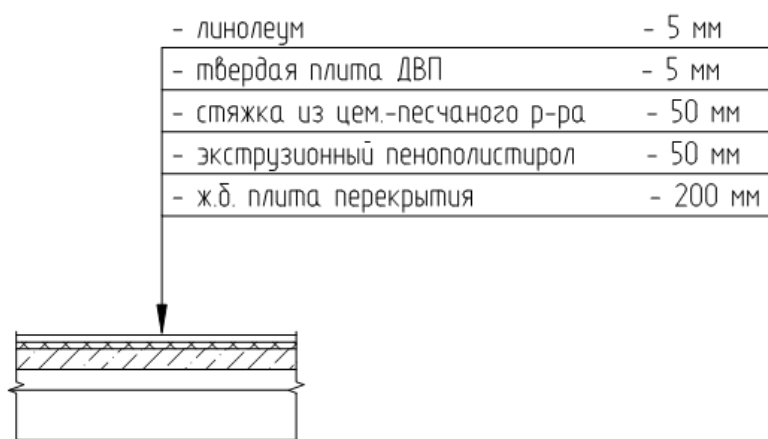 - линолеум - 5 мм
- твердая плита ДВП - 5 мм
- стяжка из цем.-песчаного р-ра - 50 мм
- экструзионный пенополистирол - 50 мм
- ж.б. плита перекрытия - 200 мм